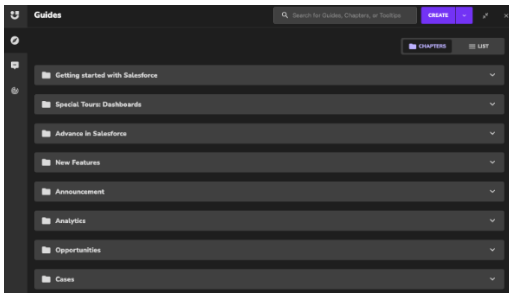 Guides
Search for Guides, Chapters, or Tooltips
CREATE
CHAPTERS
LIST
Getting started with Salesforce
Special Tours: Dashboards
Advance in Salesforce
New Features
Announcement
Analytics
Opportunities
Cases